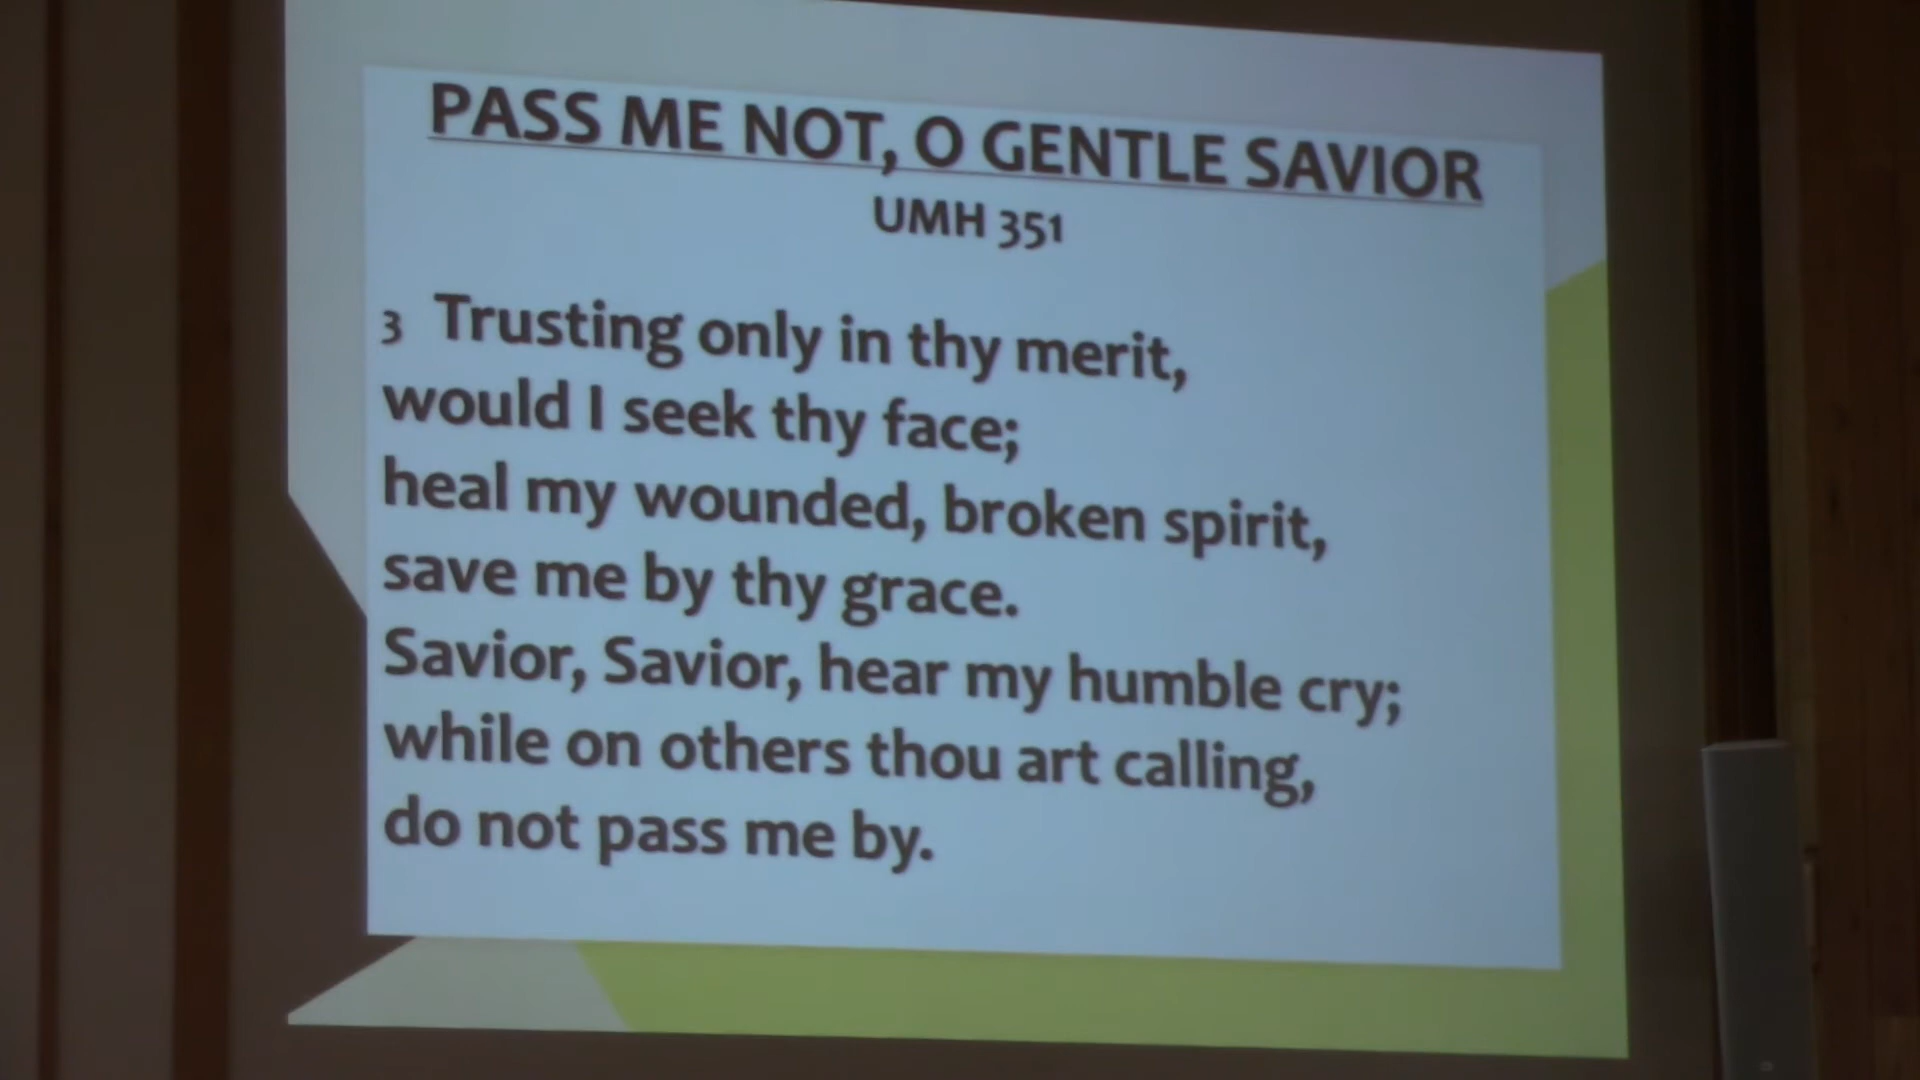 PASS ME NOT, O GENTLE SAVIOR
UMH 351
3 Trusting only in thy merit,
would I seek thy face;
heal my wounded, broken spirit,
save me by thy grace.
Savior, Savior, hear my humble cry;
while on others thou art calling,
do not pass me by.